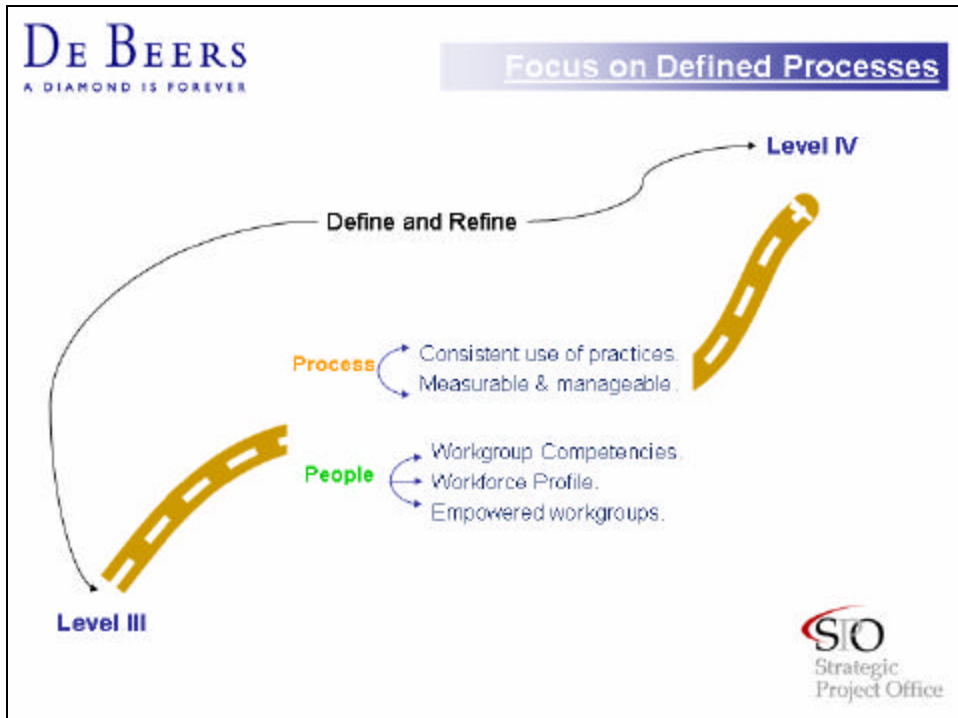 DE BEERS
A DIAMOND IS FOREVER
Focus on Defined Processes
Level IV
Define and Refine
Process
Consistent use of practices.
Measurable & manageable.
People
Workgroup Competencies.
Workforce Profile.
Empowered workgroups.
Level III
SPO
Strategic
Project Office